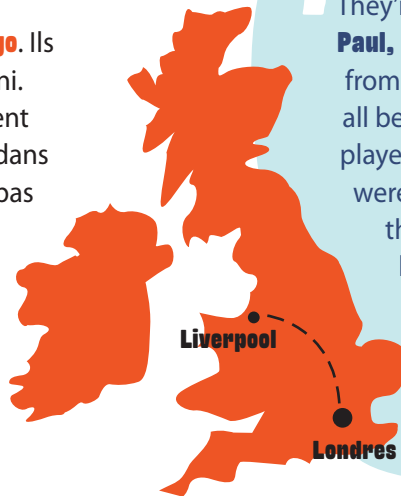 go. Ils
ni.
ent
dans
pas
They'r
Paul,
from
all be
playe
were
th
Liverpool
Londres